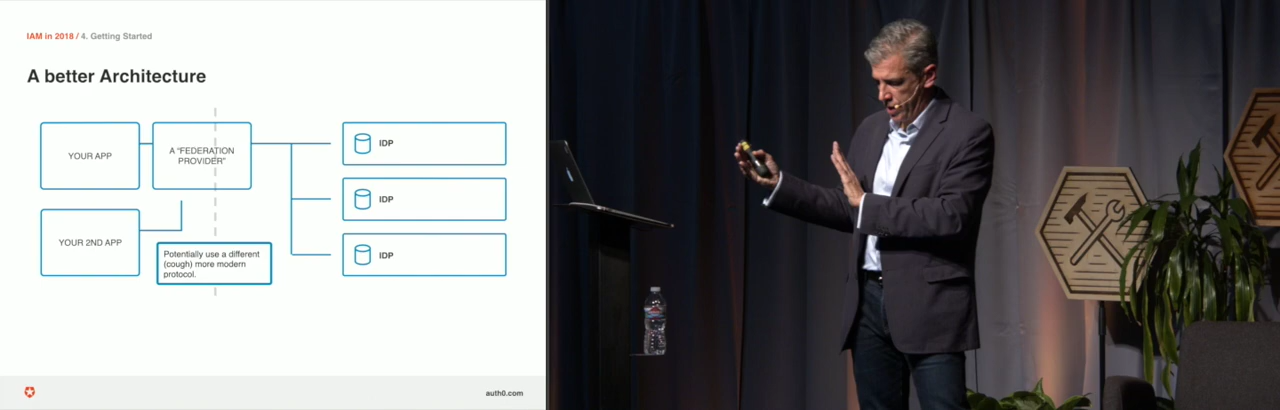 IAM in 2018 / 4. Getting Started
A better Architecture
YOUR APP
A "FEDERATION
PROVIDER"
IDP
IDP
YOUR 2ND APP
Potentially use a different
(cough) more modern
protocol.
IDP
auth0.com